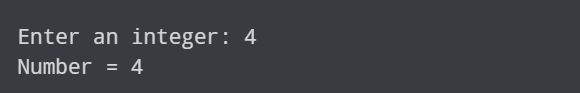 Enter an integer: 4
Number = 4